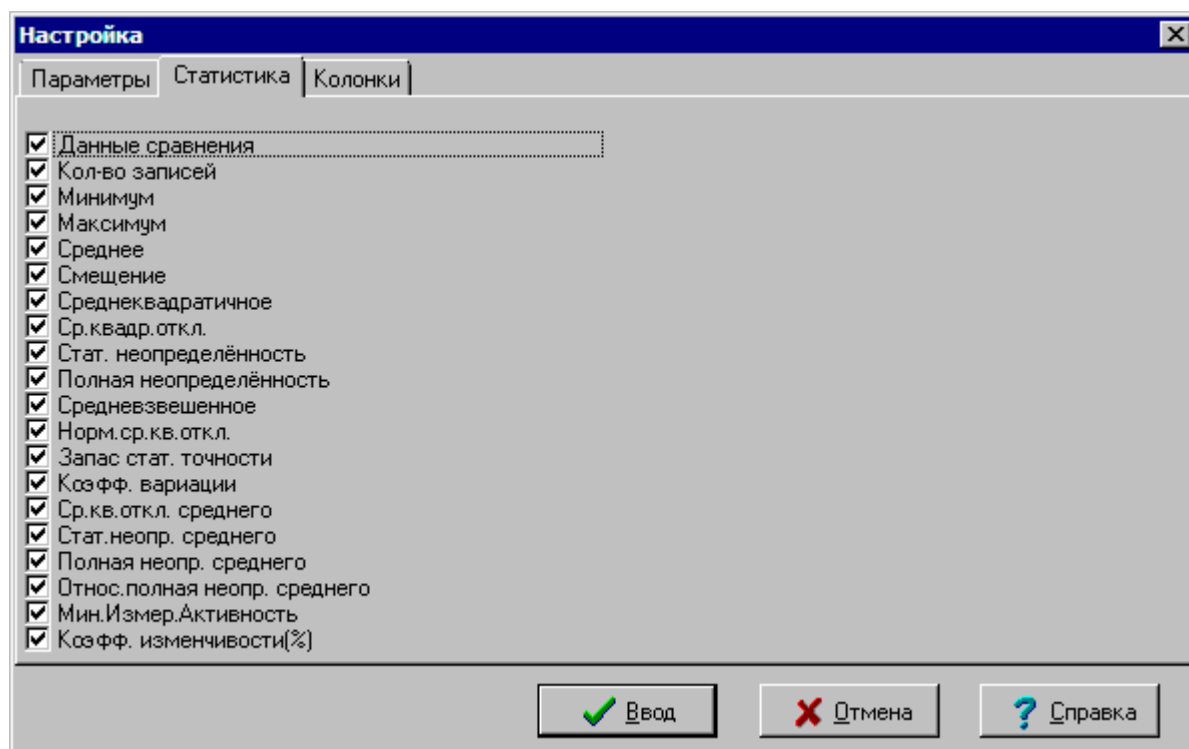 Настройка
Параметры Статистика Колонки
Данные сравнения
Кол-во записей
Минимум
Максимум
Среднее
Смещение
Среднеквадратичное
Ср.квадр.откл.
Стат. неопределённость
Полная неопределённость
Средневзвешенное
Норм.ср.кв.откл.
Запас стат. точности
Коэфф. вариации
Ср.кв.откл. среднего
Стат.неопр. среднего
Полная неопр. среднего
Относ.полная неопр. среднего
Мин.Измер.Активность
Коэфф. изменчивости(%)
Ввод Отмена Справка